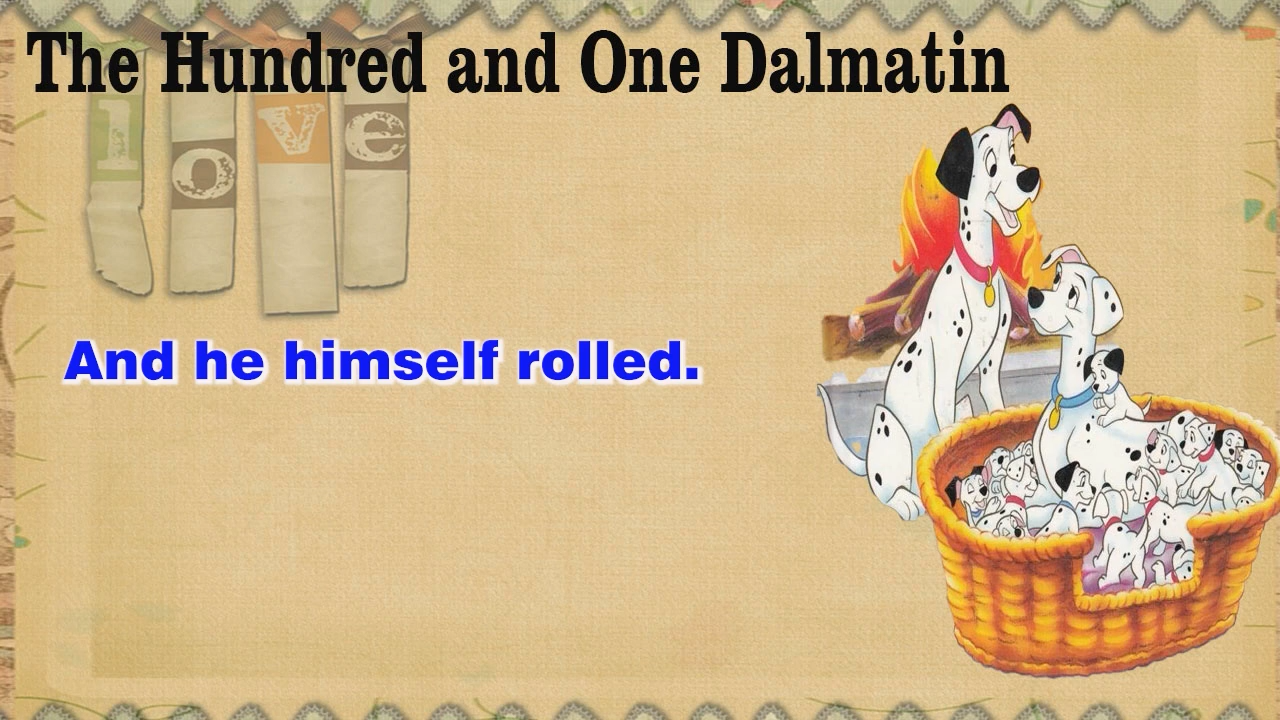 The Hundred and One Dalmatin
love
And he himself rolled.